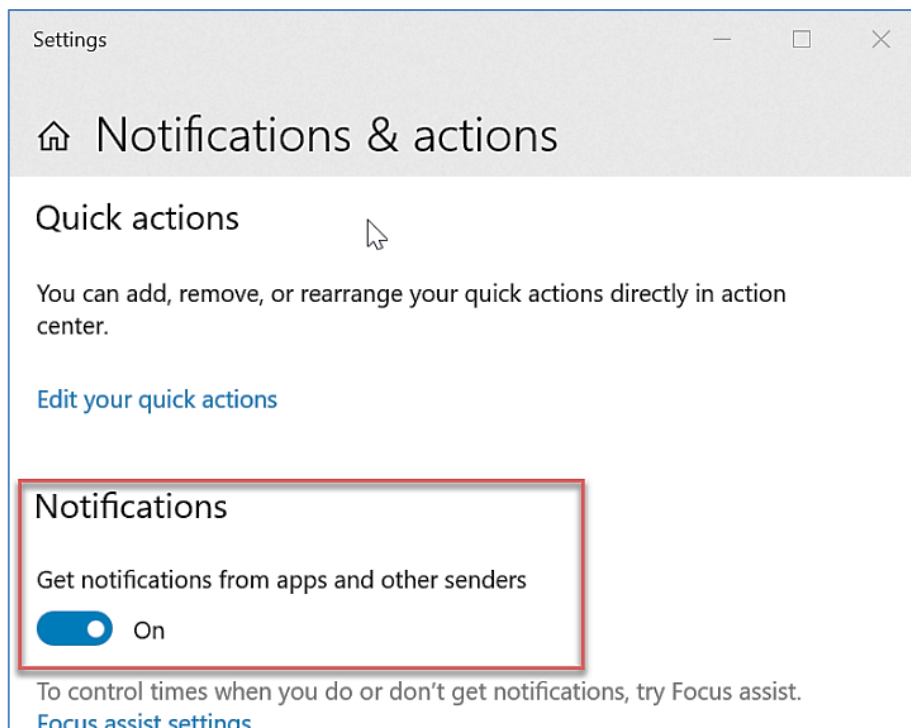 Settings
Notifications & actions
Quick actions
You can add, remove, or rearrange your quick actions directly in action
center.
Edit your quick actions
Notifications
Get notifications from apps and other senders
On
To control times when you do or don't get notifications, try Focus assist.
Focus assist settings